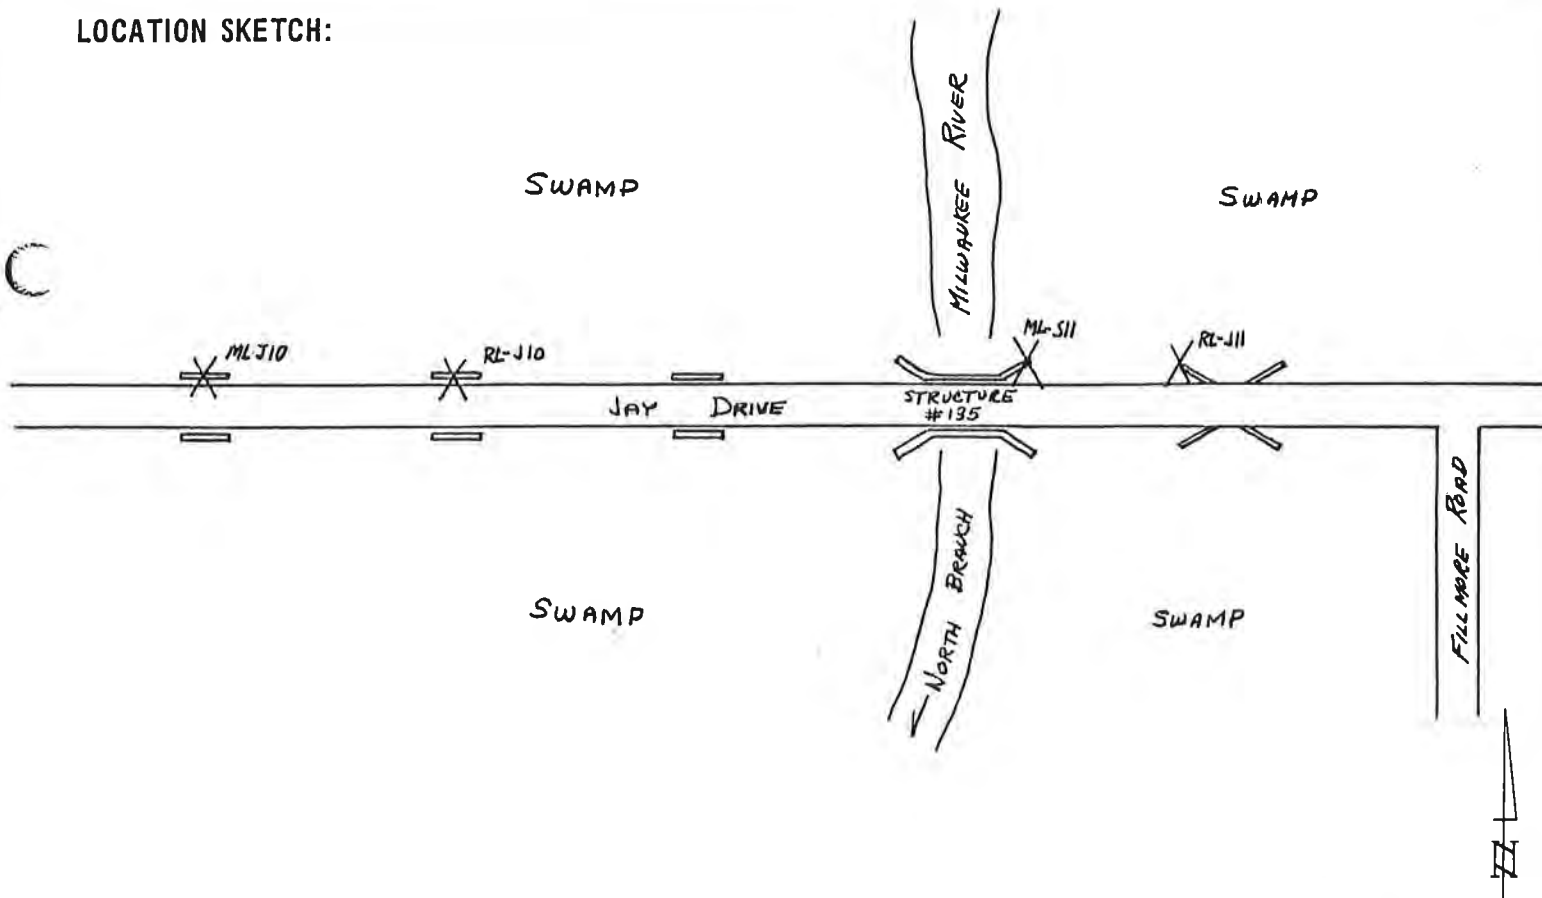 LOCATION SKETCH:
MILWAUKEE RIVER
SWAMP
SWAMP
ML-J10
RL-J10
ML-J11
RL-J11
JAY DRIVE
STRUCTURE
#135
NORTH BRANCH
FILLMORE ROAD
SWAMP
SWAMP
N